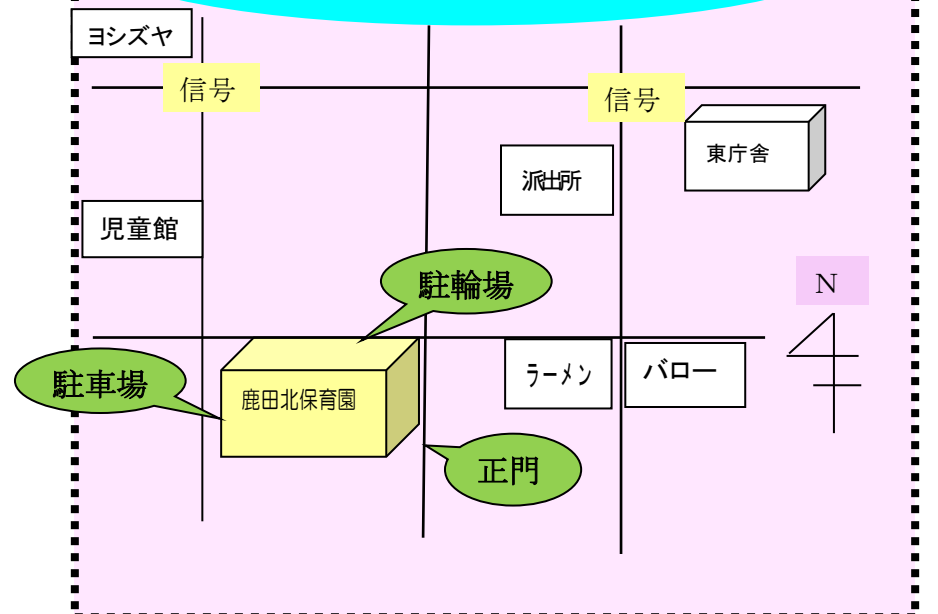 ヨシズヤ
信号
信号
東庁舎
派出所
児童館
N
駐輪場
駐車場
鹿田北保育園
ラーメン
バロー
正門